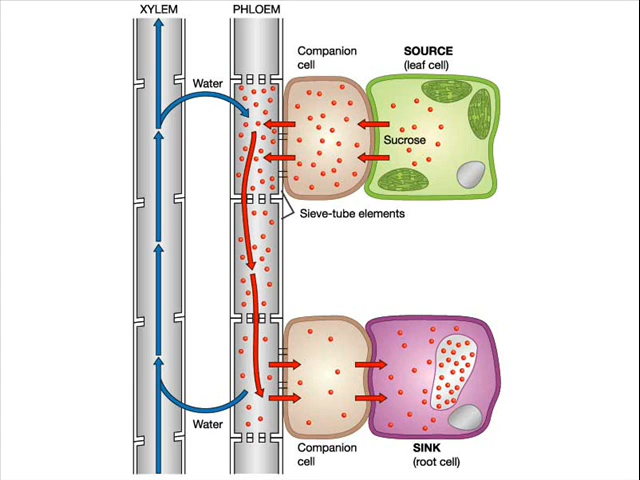 XYLEM
PHLOEM
Companion
cell
SOURCE
(leaf cell)
Water
Sucrose
Sieve-tube elements
Water
Companion
cell
SINK
(root cell)